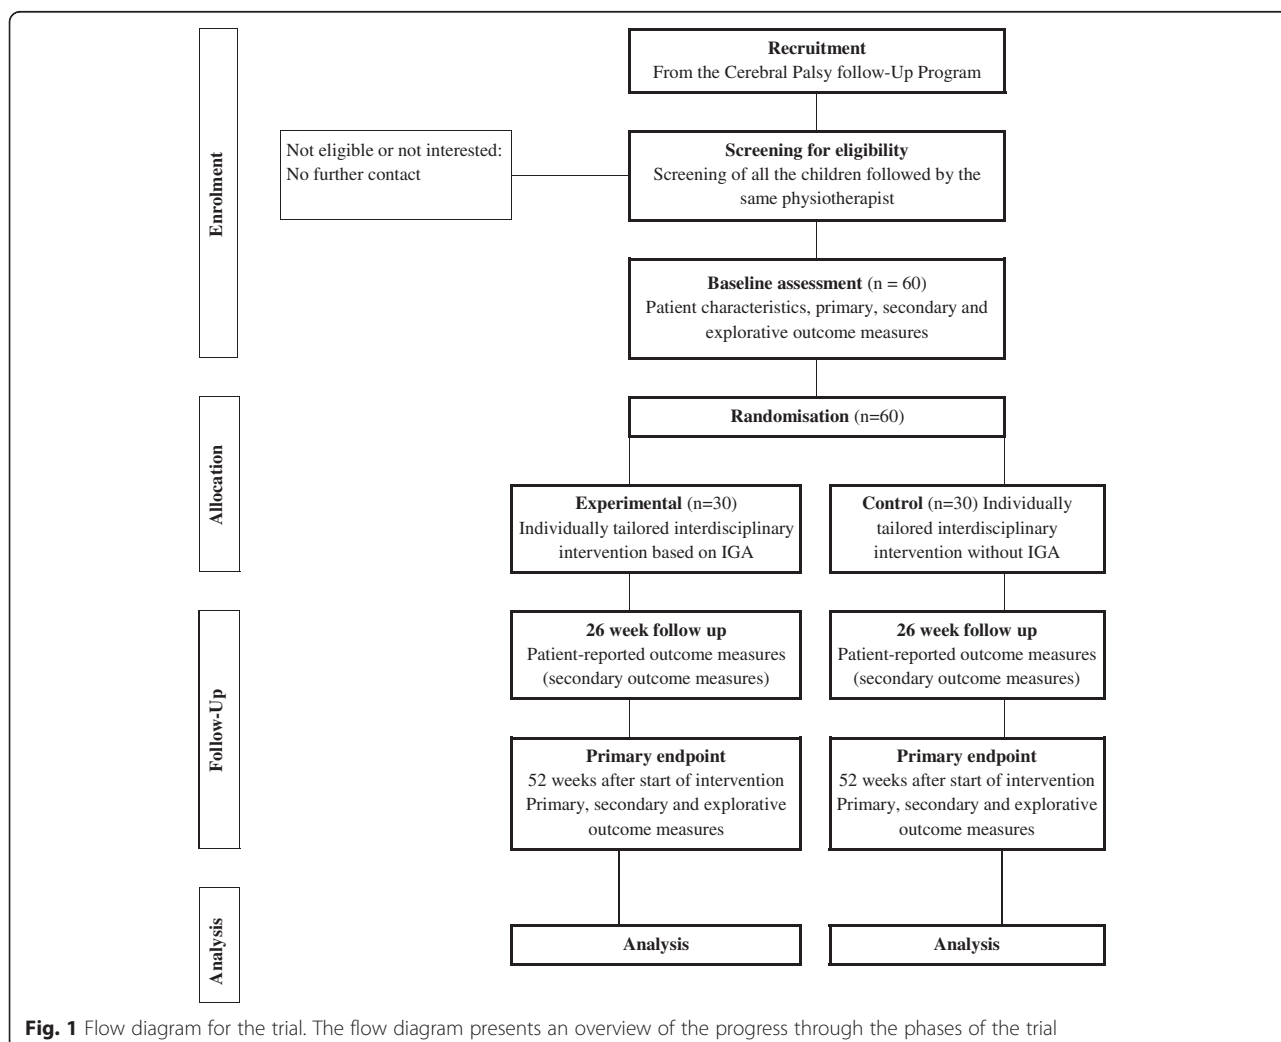 Enrolment
Recruitment
From the Cerebral Palsy follow-Up Program
Not eligible or not interested:
No further contact
Screening for eligibility
Screening of all the children followed by the
same physiotherapist
Baseline assessment (n = 60)
Patient characteristics, primary, secondary and
explorative outcome measures
Allocation
Randomisation (n=60)
Experimental (n=30)
Individually tailored interdisciplinary
intervention based on IGA
Control (n=30) Individually
tailored interdisciplinary
intervention without IGA
Follow-Up
26 week follow up
Patient-reported outcome measures
(secondary outcome measures)
26 week follow up
Patient-reported outcome measures
(secondary outcome measures)
Primary endpoint
52 weeks after start of intervention
Primary, secondary and explorative
outcome measures
Primary endpoint
52 weeks after start of intervention
Primary, secondary and explorative
outcome measures
Analysis
Analysis
Analysis
Fig. 1 Flow diagram for the trial. The flow diagram presents an overview of the progress through the phases of the trial